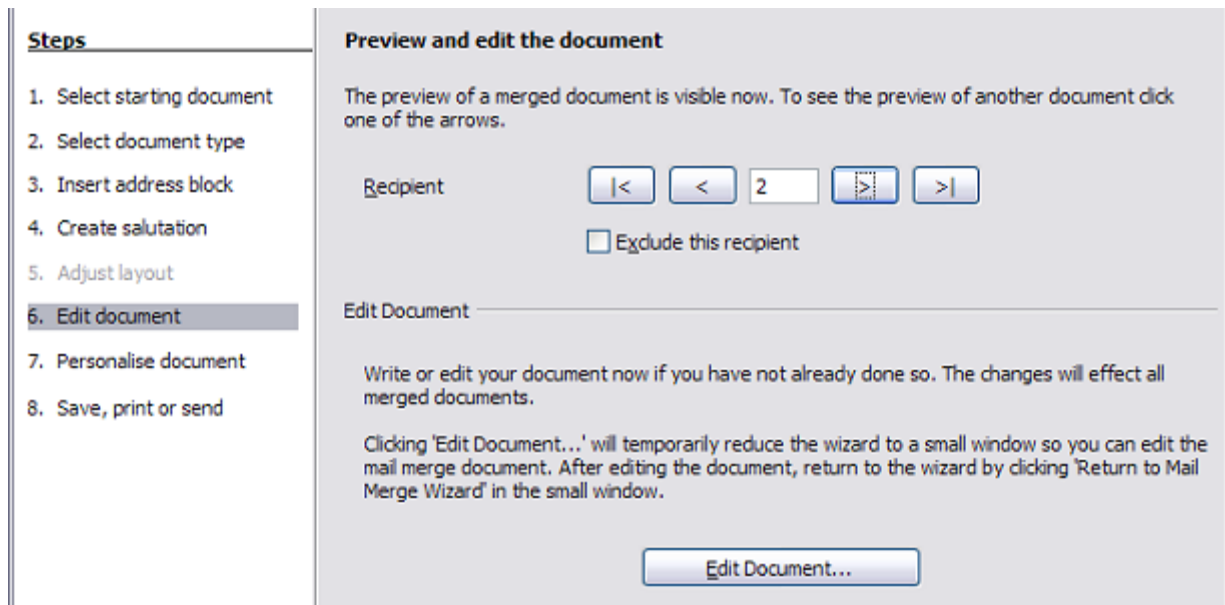 Steps
1. Select starting document
2. Select document type
3. Insert address block
4. Create salutation
5. Adjust layout
6. Edit document
7. Personalise document
8. Save, print or send
Preview and edit the document
The preview of a merged document is visible now. To see the preview of another document click
one of the arrows.
Recipient |< < 2 > >|
Exclude this recipient
Edit Document
Write or edit your document now if you have not already done so. The changes will effect all
merged documents.
Clicking 'Edit Document...' will temporarily reduce the wizard to a small window so you can edit the
mail merge document. After editing the document, return to the wizard by clicking 'Return to Mail
Merge Wizard' in the small window.
Edit Document...